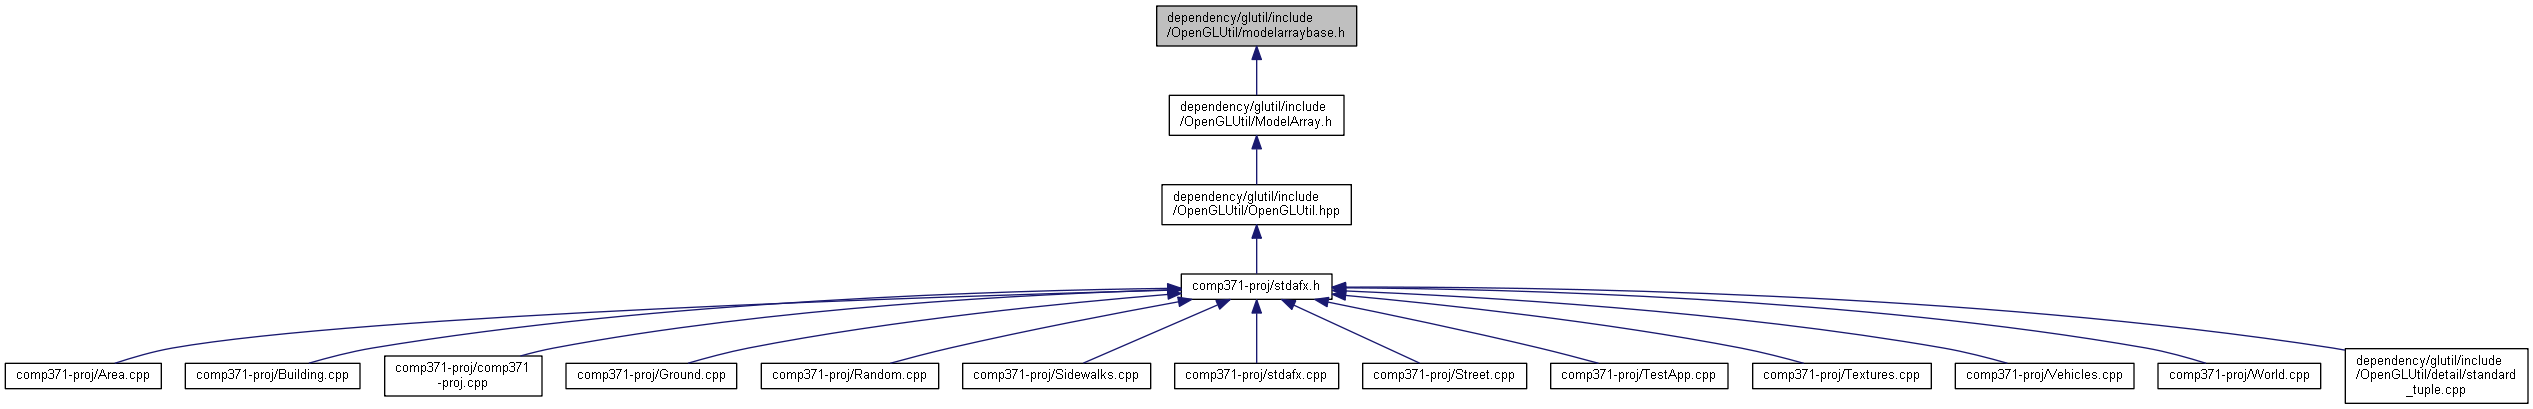 dependency/glutil/include
/OpenGLUtil/modelarraybase.h
dependency/glutil/include
/OpenGLUtil/ModelArray.h
dependency/glutil/include
/OpenGLUtil/OpenGLUtil.hpp
comp371-proj/stdafx.h
comp371-proj/Area.cpp
comp371-proj/Building.cpp
comp371-proj/comp371
-proj.cpp
comp371-proj/Ground.cpp
comp371-proj/Random.cpp
comp371-proj/Sidewalks.cpp
comp371-proj/stdafx.cpp
comp371-proj/Street.cpp
comp371-proj/TestApp.cpp
comp371-proj/Textures.cpp
comp371-proj/Vehicles.cpp
comp371-proj/World.cpp
dependency/glutil/include
/OpenGLUtil/detail/standard
_tuple.cpp